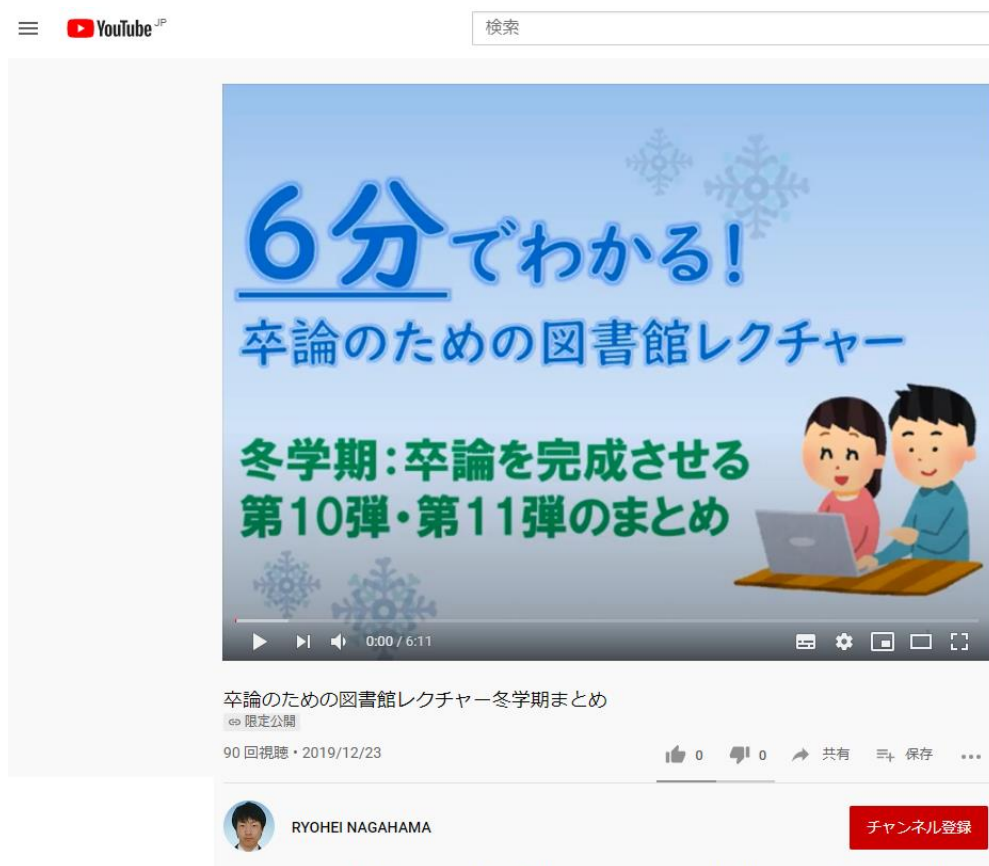 YouTube JP
検索
6分でわかる！
卒論のための図書館レクチャー
冬学期：卒論を完成させる
第10弾・第11弾のまとめ
0:00 / 6:11
卒論のための図書館レクチャー冬学期まとめ
限定公開
90 回視聴・2019/12/23
0 0 共有 保存
RYOHEI NAGAHAMA
チャンネル登録